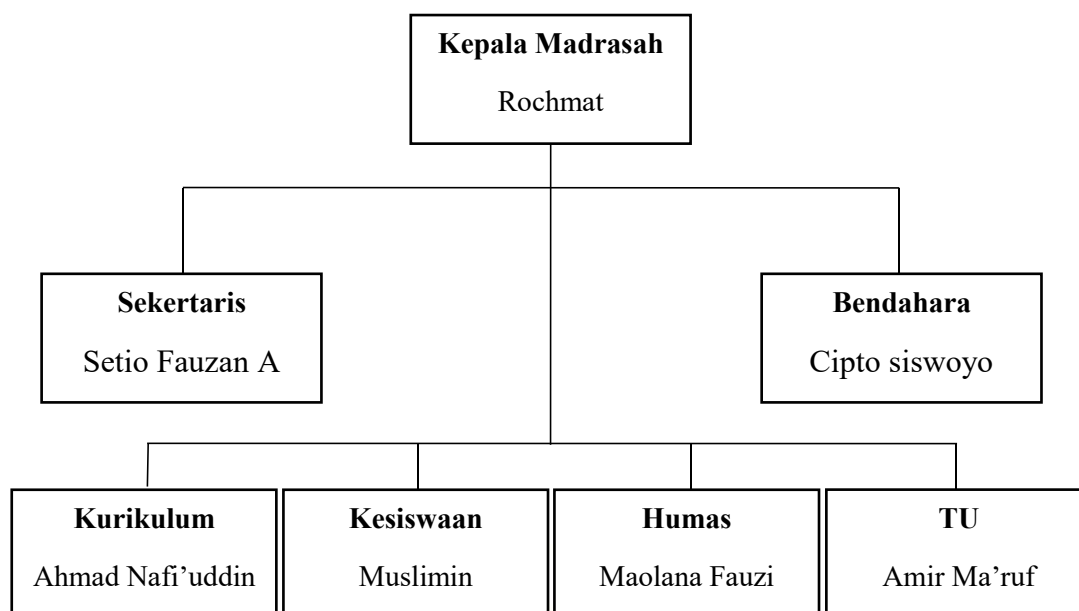 Kepala Madrasah
Rochmat
Sekertaris
Setio Fauzan A
Bendahara
Cipto siswoyo
Kurikulum
Ahmad Nafi’uddin
Kesiswaan
Muslimin
Humas
Maolana Fauzi
TU
Amir Ma’ruf